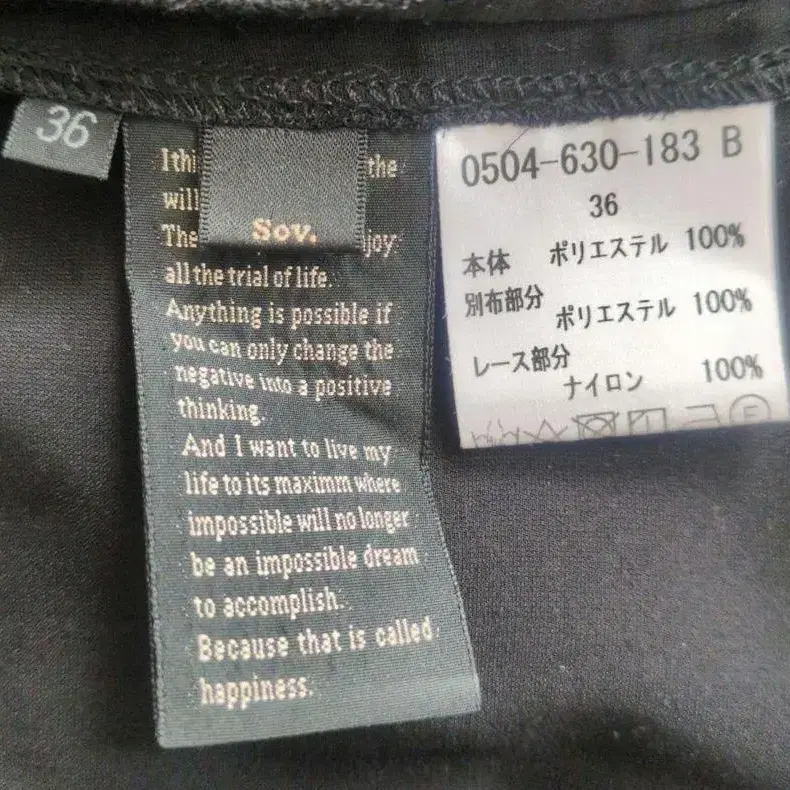 36
Ithi the
will
The joy
all the trial of life.
Anything is possible if
you can only change the
negative into a positive
thinking.
And I want to live my
life to its maximm where
impossible will no longer
be an impossible dream
to accomplish.
Because that is called
happiness.
Sov.
0504-630-183 B
36
本体 ポリエステル 100%
別布部分
ポリエステル 100%
レース部分
ナイロン 100%